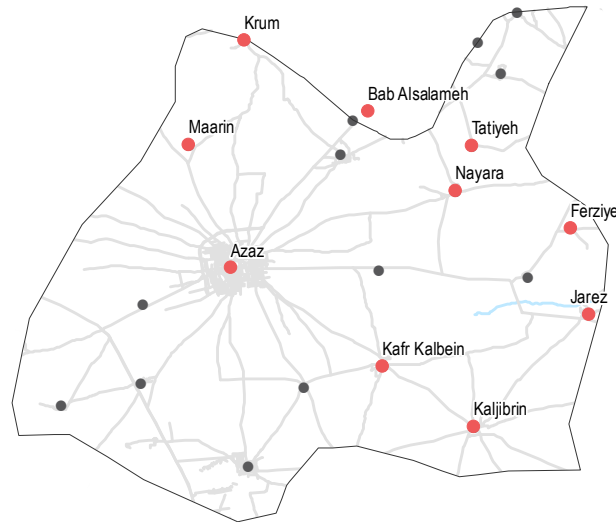 Krum
Bab Alsalameh
Maarin
Tatiyeh
Nayara
Ferziye
Azaz
Jarez
Kafr Kalbein
Kaljibrin